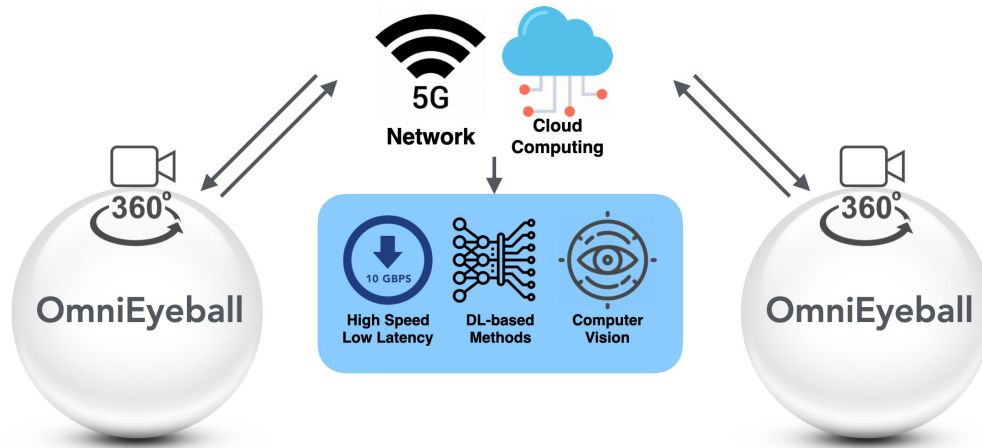 5G
Network
Cloud
Computing
360°
OmniEyeball
10 GBPS
High Speed
Low Latency
DL-based
Methods
Computer
Vision
360°
OmniEyeball